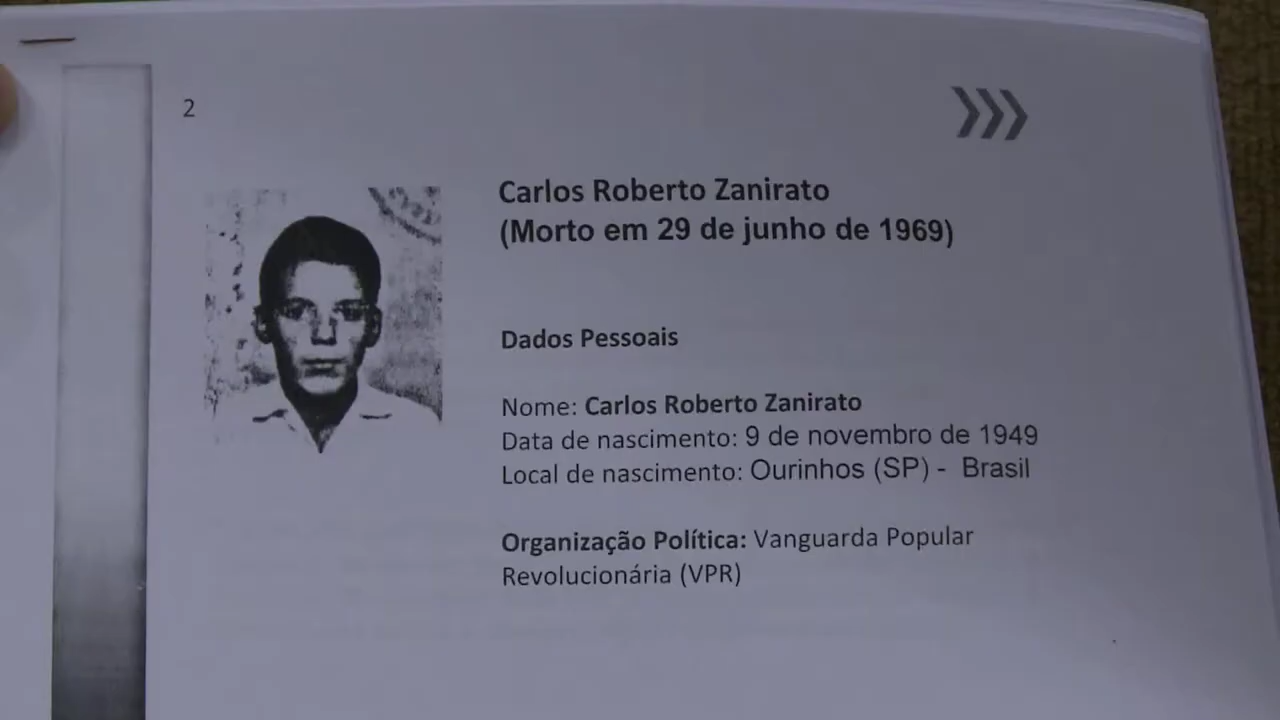 2
Carlos Roberto Zanirato
(Morto em 29 de junho de 1969)
Dados Pessoais
Nome: Carlos Roberto Zanirato
Data de nascimento: 9 de novembro de 1949
Local de nascimento: Ourinhos (SP) - Brasil
Organização Política: Vanguarda Popular
Revolucionária (VPR)